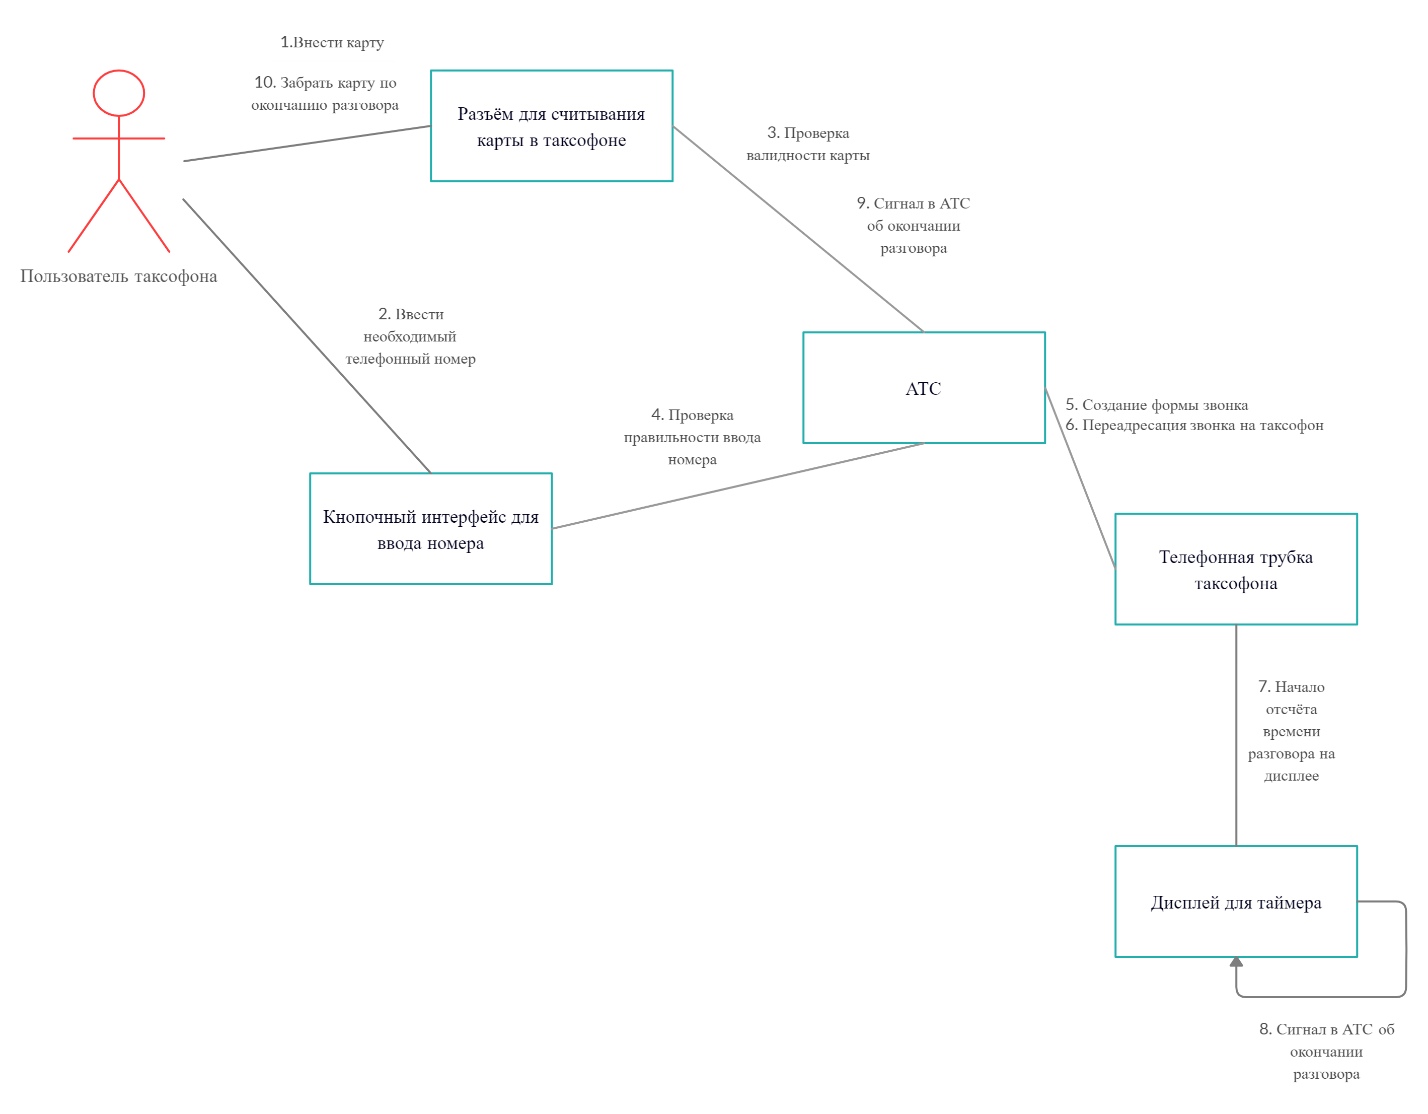 1.Внести карту
10. Забрать карту по
окончанию разговора
Разъём для считывания
карты в таксофоне
3. Проверка
валидности карты
9. Сигнал в АТС
об окончании
разговора
Пользователь таксофона
2. Ввести
необходимый
телефонный номер
АТС
4. Проверка
правильности ввода
номера
5. Создание формы звонка
6. Переадресация звонка на таксофон
Кнопочный интерфейс для
ввода номера
Телефонная трубка
таксофона
7. Начало
отсчёта
времени
разговора на
дисплее
Дисплей для таймера
8. Сигнал в АТС об
окончании
разговора